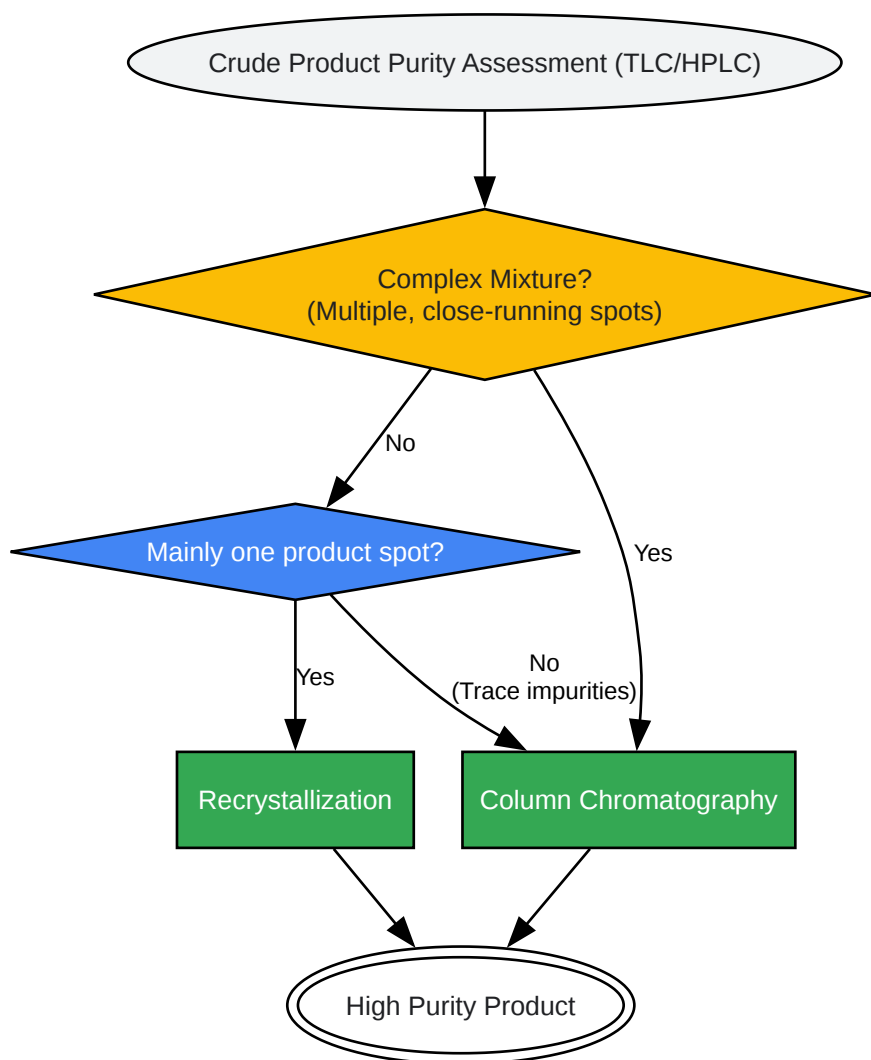 Crude Product Purity Assessment (TLC/HPLC)
Complex Mixture?
(Multiple, close-running spots)
No
Mainly one product spot?
Yes
Yes
No
(Trace impurities)
Recrystallization
Column Chromatography
High Purity Product